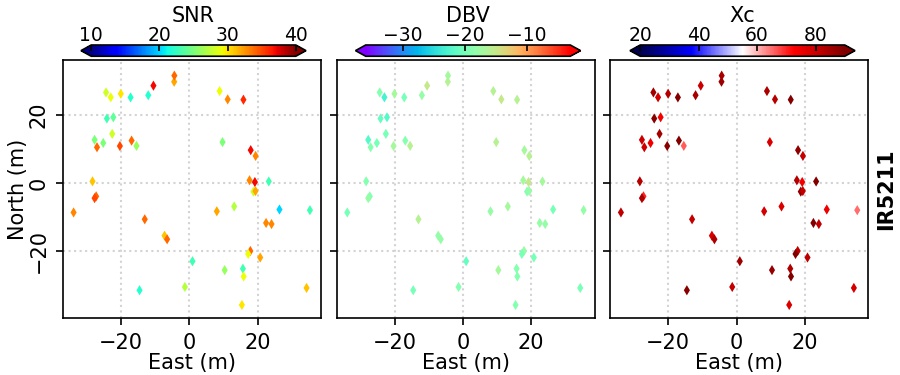 SNR DBV Xc
10 20 30 40 −30 −20 −10 20 40 60 80
North (m)
20
0
−20
−20 0 20 −20 0 20 −20 0 20
East (m) East (m) East (m)
IR5211